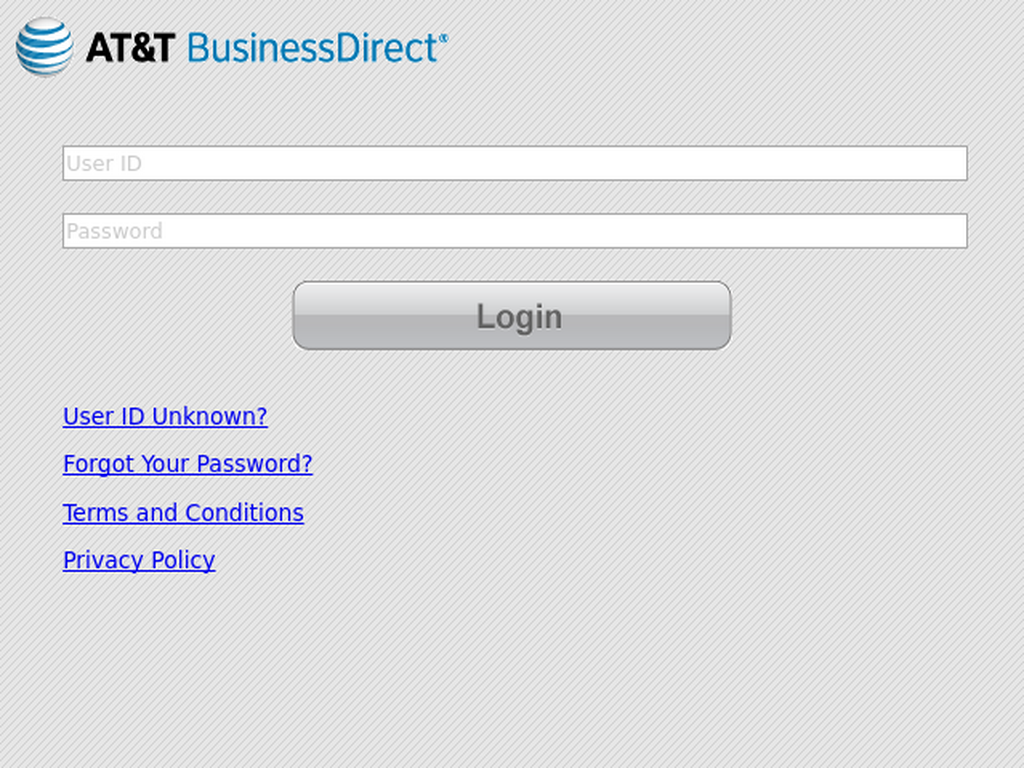 AT&T BusinessDirect®
User ID
Password
Login
User ID Unknown?
Forgot Your Password?
Terms and Conditions
Privacy Policy